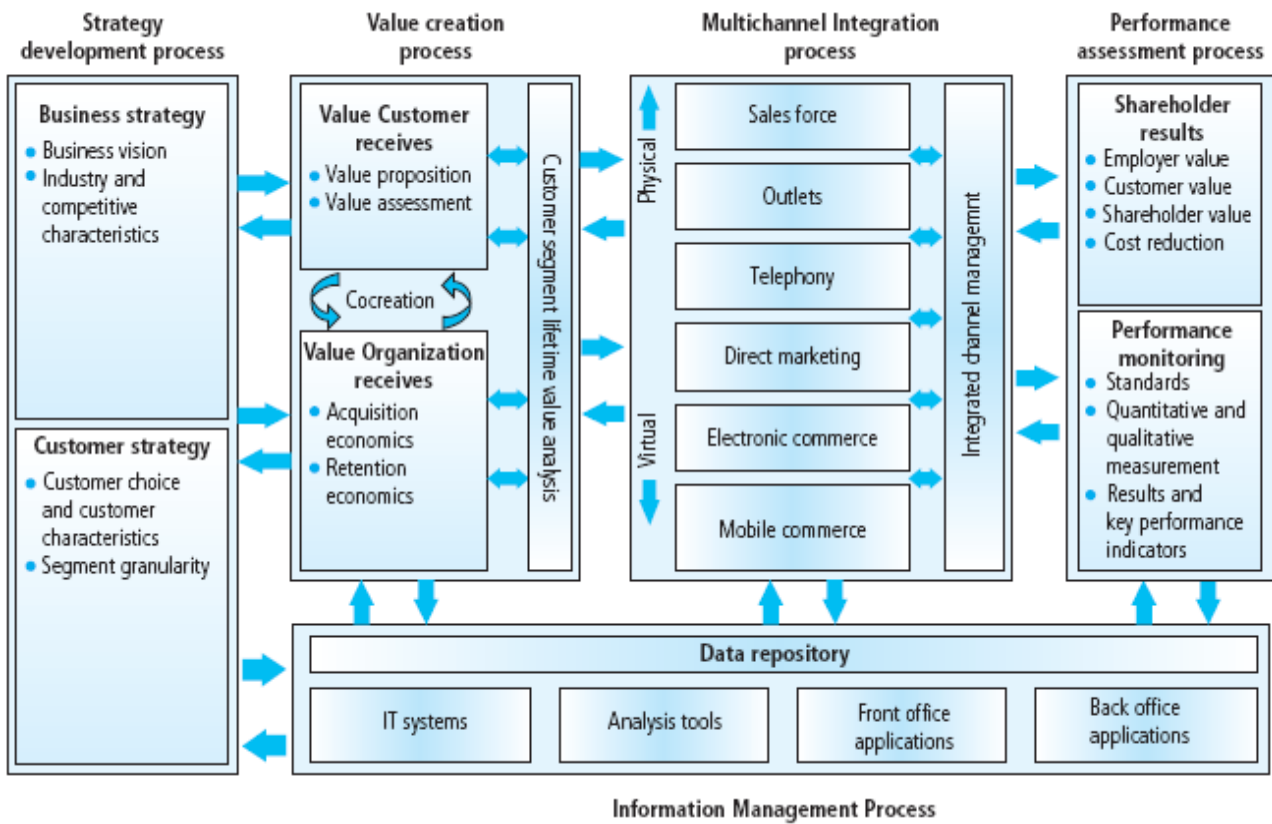 Strategy
development process
Value creation
process
Multichannel Integration
process
Performance
assessment process
Business strategy
Business vision
Industry and
competitive
characteristics
Customer strategy
Customer choice
and customer
characteristics
Segment granularity
Value Customer
receives
Value proposition
Value assessment
Cocreation
Value Organization
receives
Acquisition
economics
Retention
economics
Customer segment lifetime value analysis
Physical
Virtual
Sales force
Outlets
Telephony
Direct marketing
Electronic commerce
Mobile commerce
Integrated channel managemnt
Shareholder
results
Employer value
Customer value
Shareholder value
Cost reduction
Performance
monitoring
Standards
Quantitative and
qualitative
measurement
Results and
key performance
indicators
Data repository
IT systems
Analysis tools
Front office
applications
Back office
applications
Information Management Process